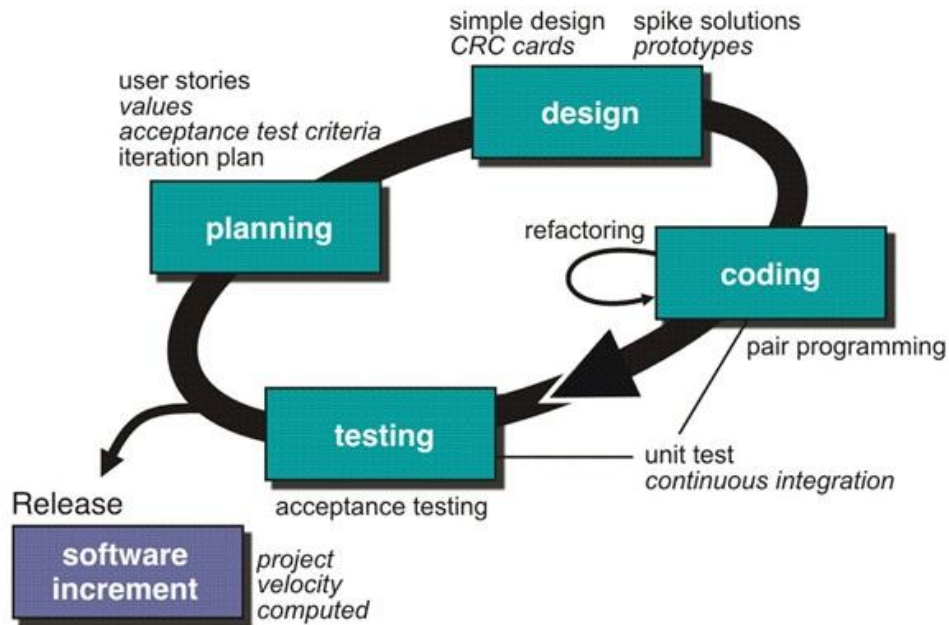 simple design
CRC cards
spike solutions
prototypes
design
user stories
values
acceptance test criteria
iteration plan
planning
refactoring
coding
pair programming
testing
unit test
continuous integration
acceptance testing
Release
software
increment
project
velocity
computed